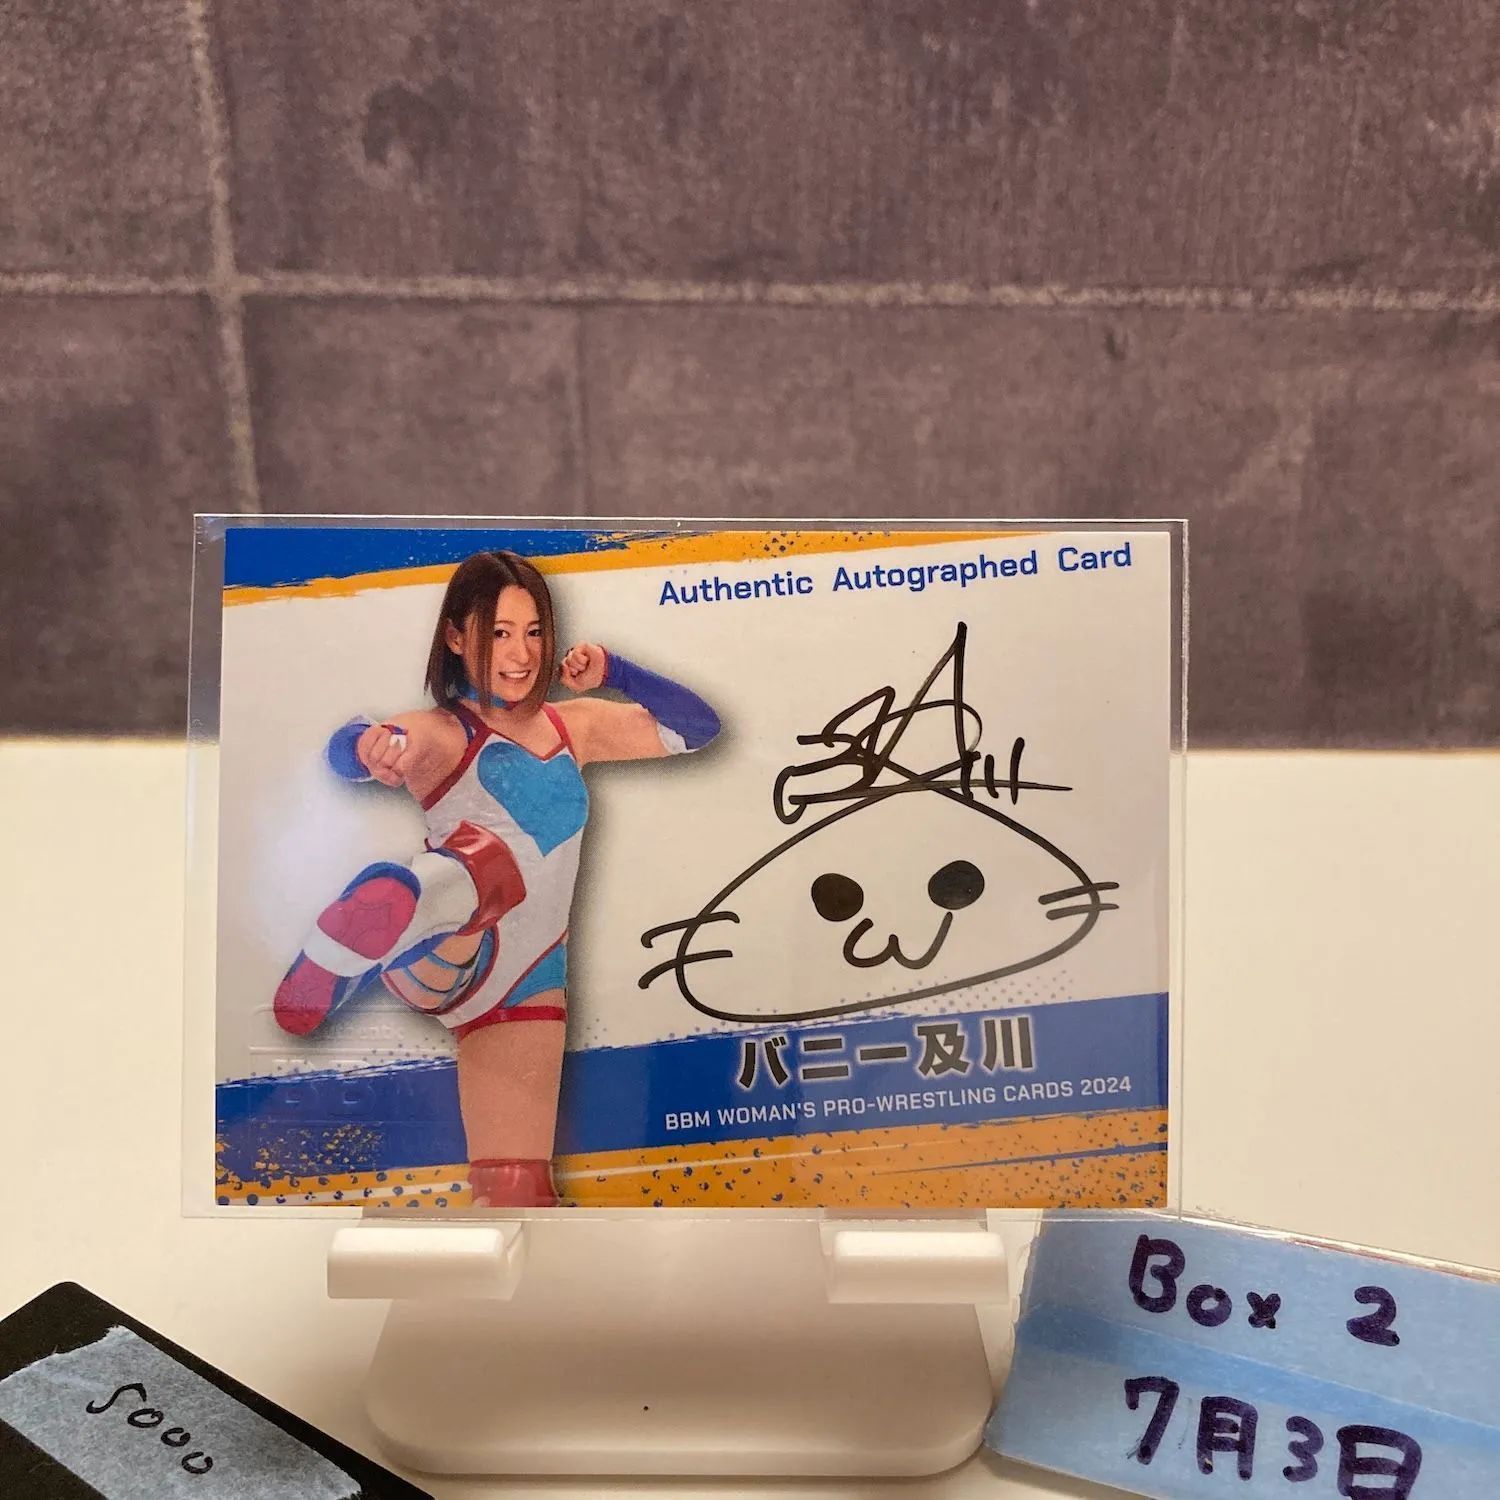 Authentic Autographed Card
バニー及川
BBM WOMAN'S PRO-WRESTLING CARDS 2024
Box 2
7月3日
5000